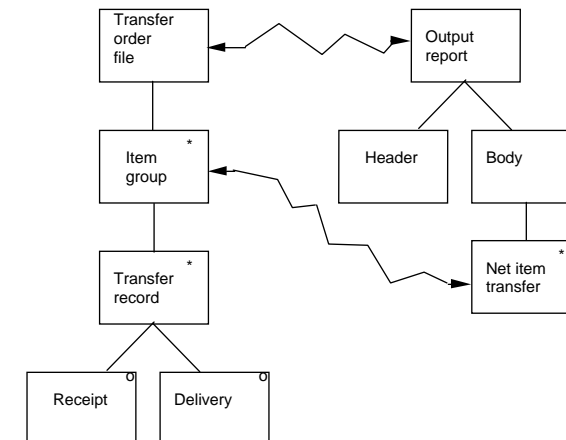 Transfer
order
file
Output
report
Item
group
*
Header
Body
Transfer
record
*
Net item
transfer
*
Receipt
o
Delivery
o